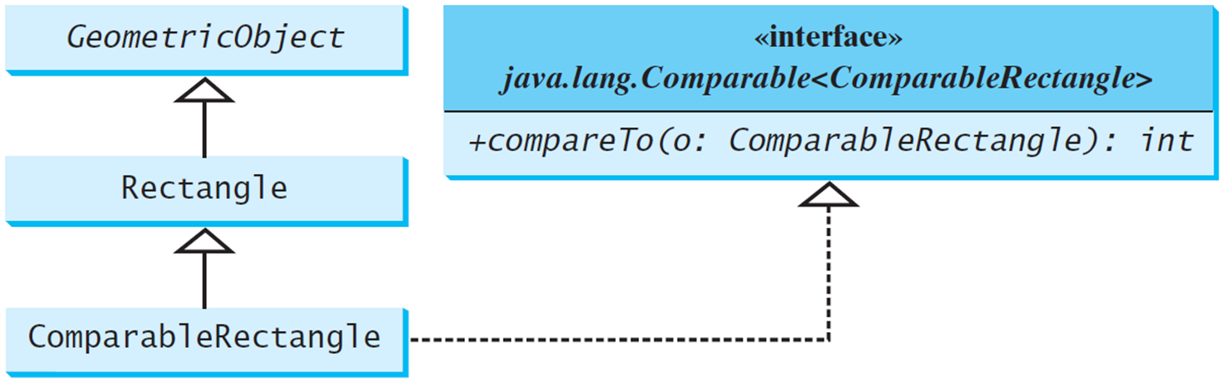 GeometricObject
Rectangle
ComparableRectangle
«interface»
java.lang.Comparable<ComparableRectangle>
+compareTo(o: ComparableRectangle): int